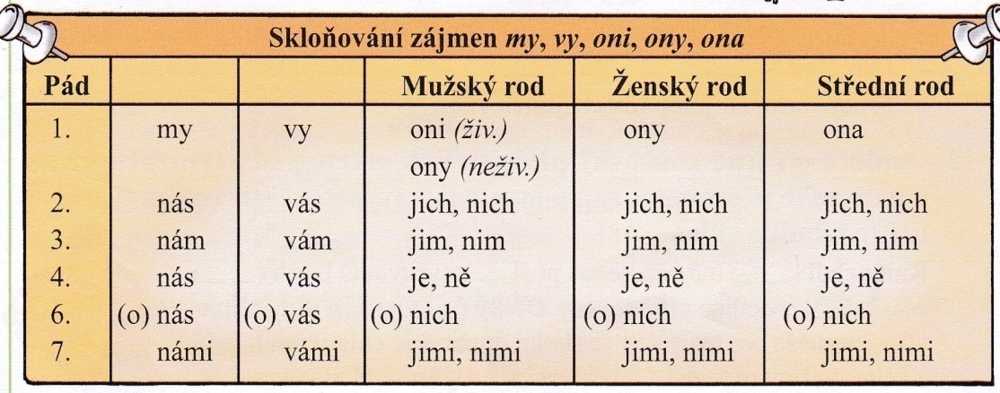 Skloňování zájmen my, vy, oni, ony, ona
Pád Mužský rod Ženský rod Střední rod
1. my vy oni (živ.) ony ona
ony (neživ.)
2. nás vás jich, nich jich, nich jich, nich
3. nám vám jim, nim jim, nim jim, nim
4. nás vás je, ně je, ně je, ně
6. (o) nás (o) vás (o) nich (o) nich (o) nich
7. námi vámi jimi, nimi jimi, nimi jimi, nimi